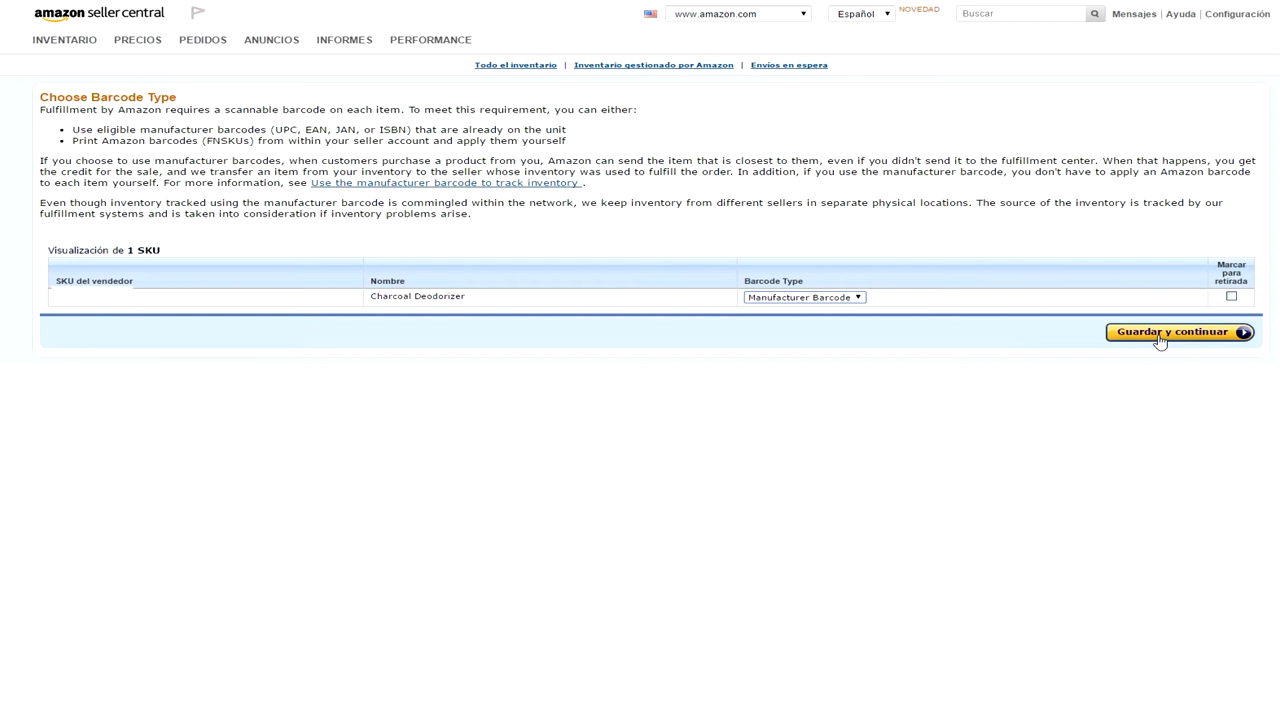 amazon seller central
www.amazon.com
Español
NOVEDAD
Buscar
Mensajes | Ayuda | Configuración
INVENTARIO PRECIOS PEDIDOS ANUNCIOS INFORMES PERFORMANCE
Todo el inventario | Inventario gestionado por Amazon | Envíos en espera
Choose Barcode Type
Fulfillment by Amazon requires a scannable barcode on each item. To meet this requirement, you can either:
• Use eligible manufacturer barcodes (UPC, EAN, JAN, or ISBN) that are already on the unit
• Print Amazon barcodes (FNSKUs) from within your seller account and apply them yourself
If you choose to use manufacturer barcodes, when customers purchase a product from you, Amazon can send the item that is closest to them, even if you didn't send it to the fulfillment center. When that happens, you get
the credit for the sale, and we transfer an item from your inventory to the seller whose inventory was used to fulfill the order. In addition, if you use the manufacturer barcode, you don't have to apply an Amazon barcode
to each item yourself. For more information, see Use the manufacturer barcode to track inventory .
Even though inventory tracked using the manufacturer barcode is commingled within the network, we keep inventory from different sellers in separate physical locations. The source of the inventory is tracked by our
fulfillment systems and is taken into consideration if inventory problems arise.
Visualización de 1 SKU
SKU del vendedor
Nombre
Barcode Type
Marcar
para
retirada
Charcoal Deodorizer
Manufacturer Barcode
Guardar y continuar